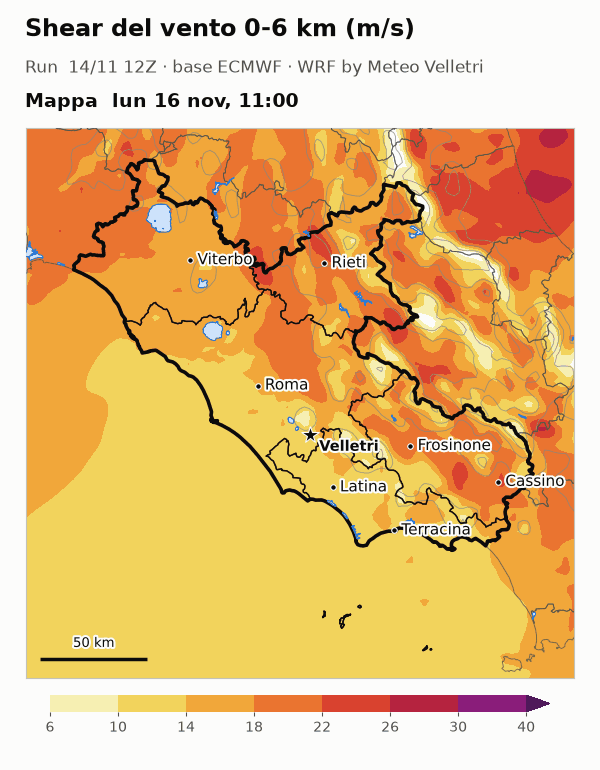 Shear del vento 0-6 km (m/s)
Run  14/11 12Z · base ECMWF · WRF by Meteo Velletri
Mappa  lun 16 nov, 11:00
Viterbo
Rieti
Roma
Velletri
Frosinone
Latina
Cassino
Terracina
50 km
6 10 14 18 22 26 30 40